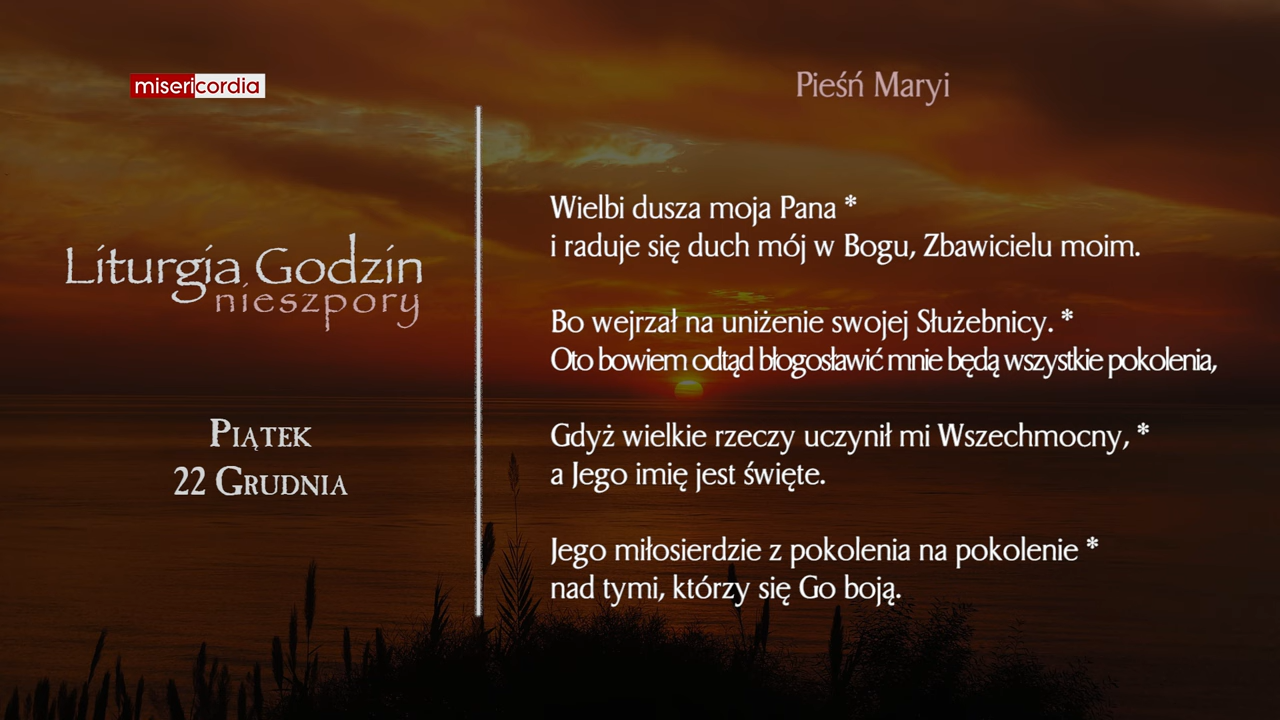 misericordia
Liturgia Godzin
nieszpory
Piątek
22 Grudnia
Pieśń Maryi
Wielbi dusza moja Pana *
i raduje się duch mój w Bogu, Zbawicielu moim.
Bo wejrzał na uniżenie swojej Służebnicy. *
Oto bowiem odtąd błogosławić mnie będą wszystkie pokolenia,
Gdyż wielkie rzeczy uczynił mi Wszechmocny, *
a Jego imię jest święte.
Jego miłosierdzie z pokolenia na pokolenie *
nad tymi, którzy się Go boją.